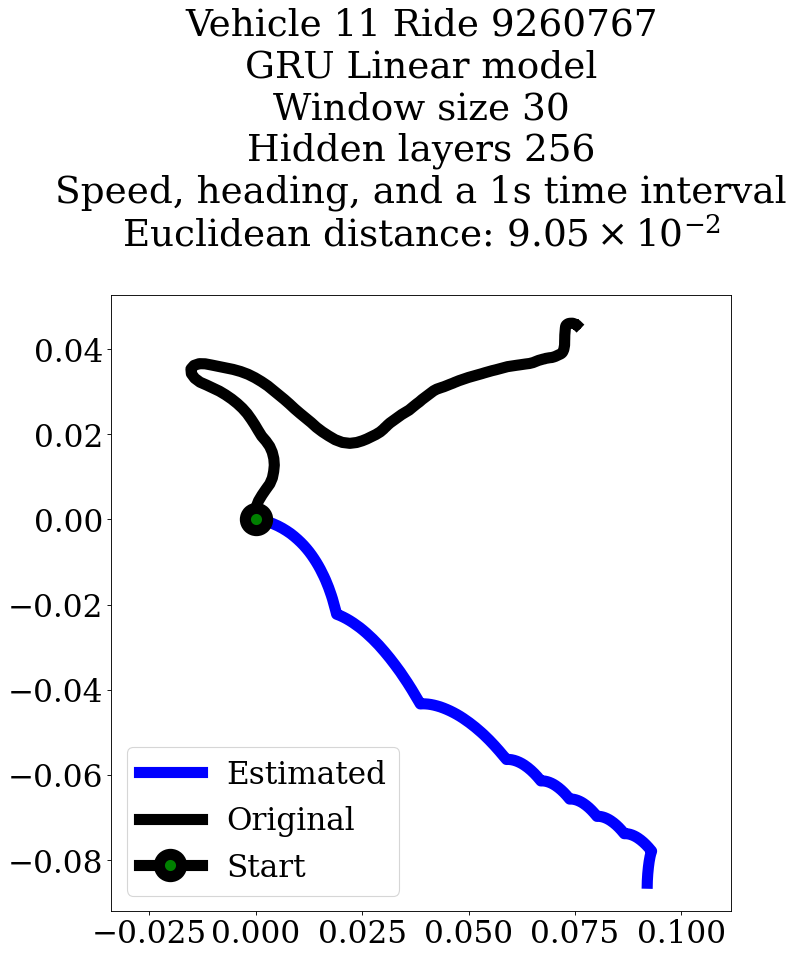 Vehicle 11 Ride 9260767
GRU Linear model
Window size 30
Hidden layers 256
Speed, heading, and a 1s time interval
Euclidean distance: 9.05 × 10⁻²
0.04
0.02
0.00
−0.02
−0.04
−0.06
−0.08
Estimated
Original
Start
−0.025 0.000 0.025 0.050 0.075 0.100